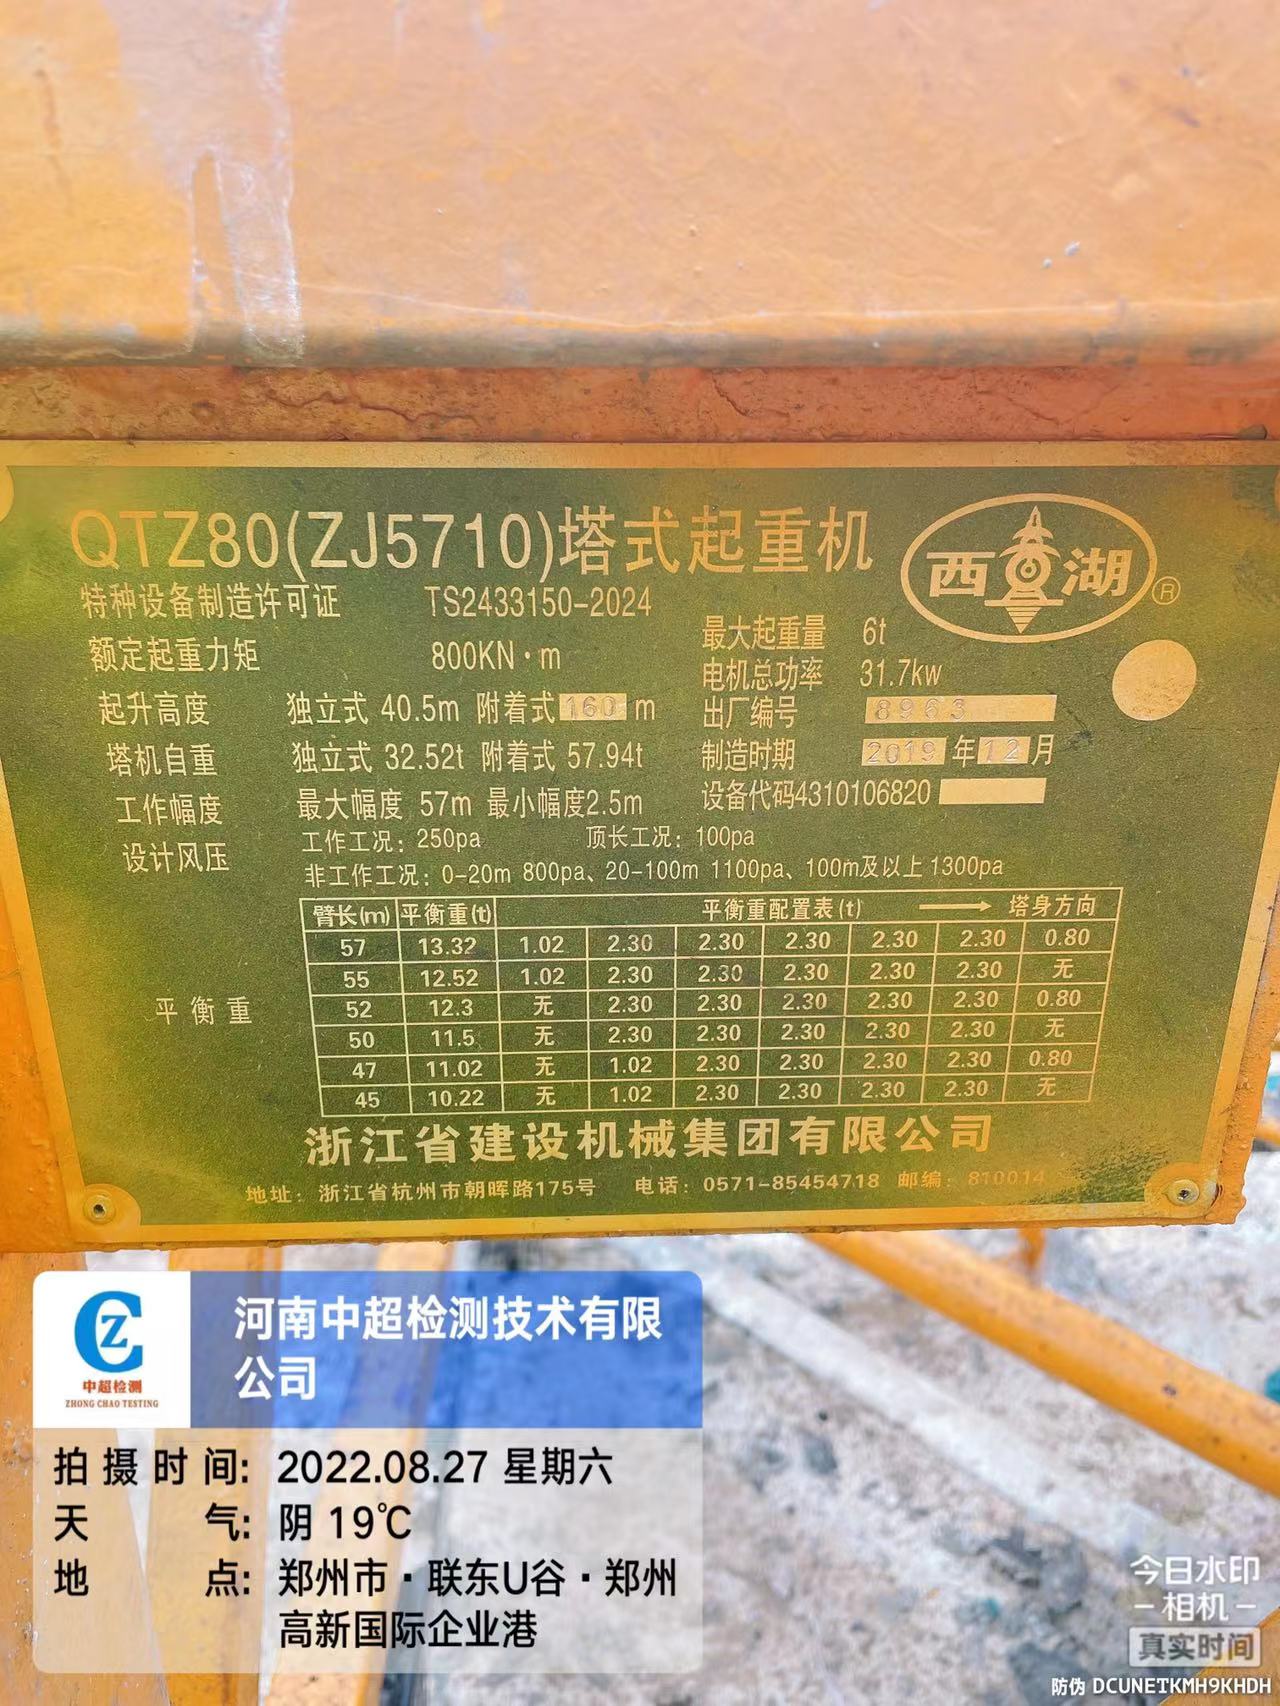 QTZ80(ZJ5710)塔式起重机
西湖®
特种设备制造许可证 TS2433150-2024
额定起重力矩 800KN·m
最大起重量 6t
电机总功率 31.7kw
起升高度 独立式 40.5m 附着式 160 m
出厂编号 8963
塔机自重 独立式 32.52t 附着式 57.94t
制造时期 2019 年 12 月
工作幅度 最大幅度 57m 最小幅度2.5m
设备代码4310106820
设计风压 工作工况: 250pa 顶长工况: 100pa
非工作工况: 0-20m 800pa、20-100m 1100pa、100m及以上 1300pa
平衡重
臂长(m) 平衡重(t) 平衡重配置表(t) ⟶ 塔身方向
57 13.32 1.02 2.30 2.30 2.30 2.30 2.30 0.80
55 12.52 1.02 2.30 2.30 2.30 2.30 2.30 无
52 12.3 无 2.30 2.30 2.30 2.30 2.30 0.80
50 11.5 无 2.30 2.30 2.30 2.30 2.30 无
47 11.02 无 1.02 2.30 2.30 2.30 2.30 0.80
45 10.22 无 1.02 2.30 2.30 2.30 2.30 无
浙江省建设机械集团有限公司
地址: 浙江省杭州市朝晖路175号 电话: 0571-85454718 邮编: 810014
CZ
中超检测
ZHONG CHAO TESTING
河南中超检测技术有限
公司
拍摄时间: 2022.08.27 星期六
天气: 阴 19℃
地点: 郑州市·联东U谷·郑州
高新国际企业港
今日水印
-相机-
真实时间
防伪 DCUNETKMH9KHDH